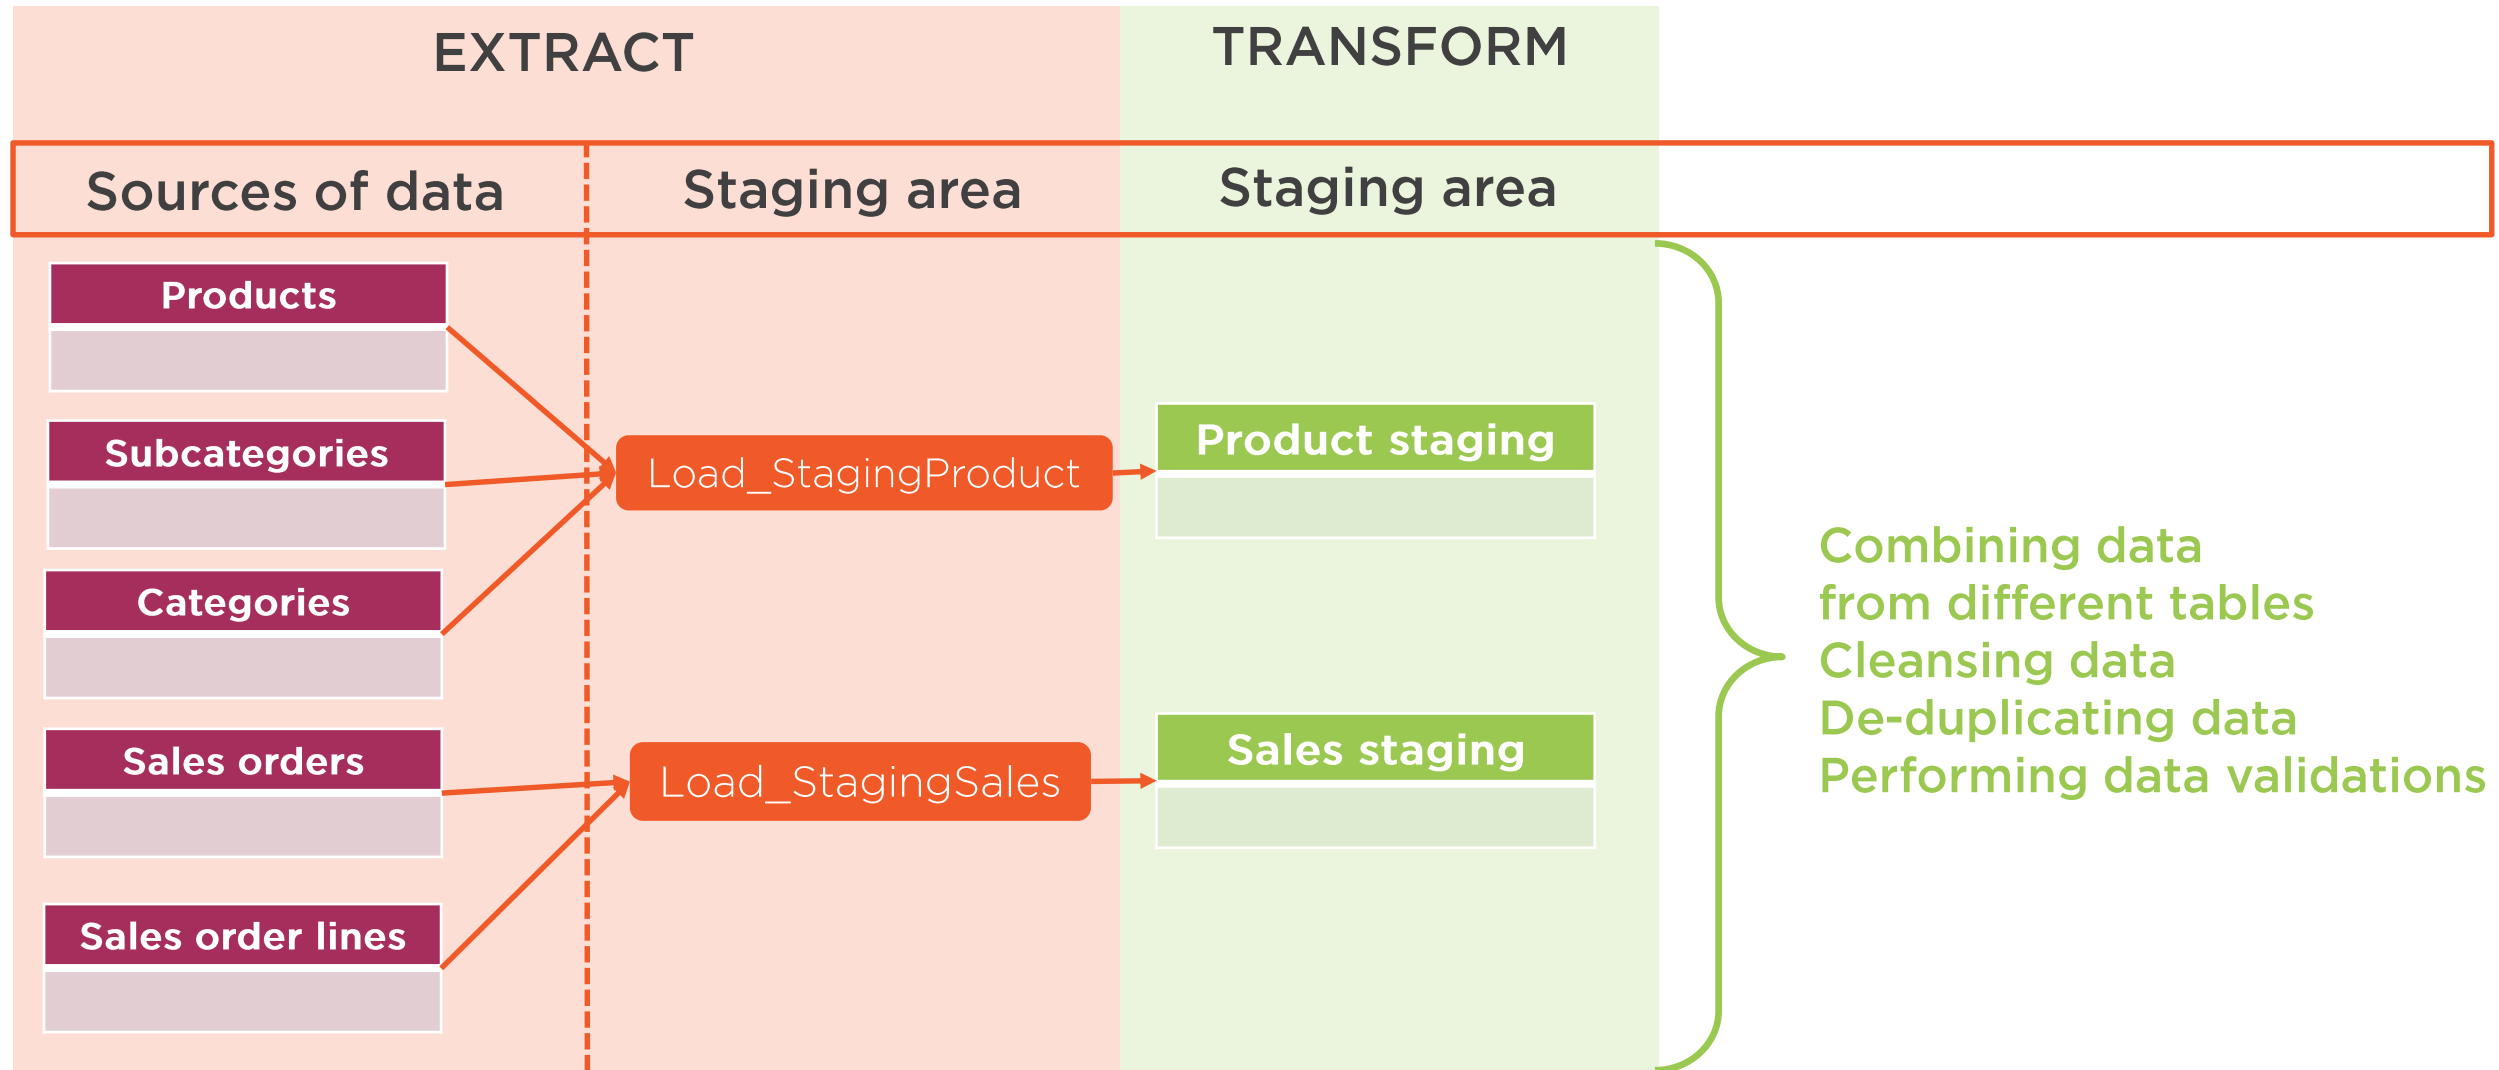 EXTRACT
TRANSFORM
Sources of data
Staging area
Staging area
Products
Subcategories
Categories
Sales orders
Sales order lines
Load_StagingProduct
Load_StagingSales
Product staging
Sales staging
Combining data
from different tables
Cleansing data
De-duplicating data
Performing data validations